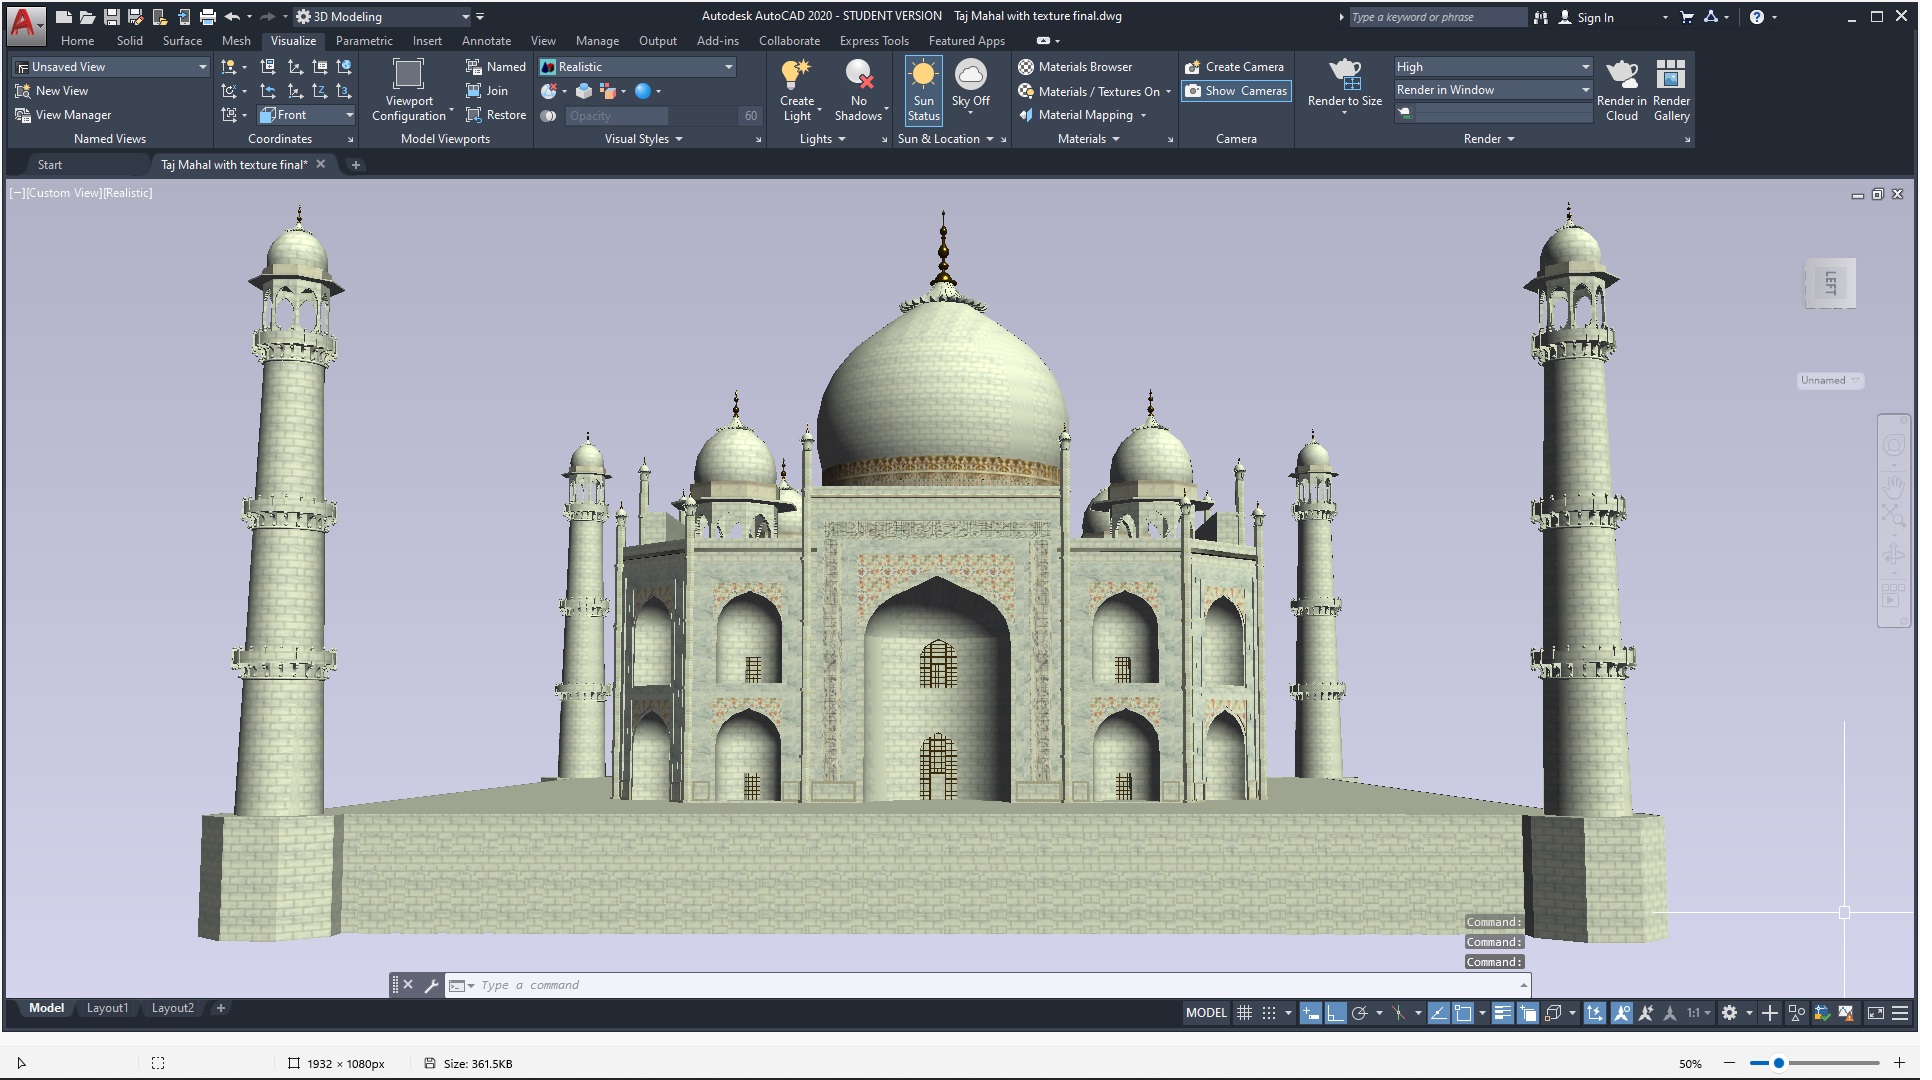 3D Modeling
Autodesk AutoCAD 2020 - STUDENT VERSION Taj Mahal with texture final.dwg
Type a keyword or phrase
Sign In
Home Solid Surface Mesh Visualize Parametric Insert Annotate View Manage Output Add-ins Collaborate Express Tools Featured Apps
Unsaved View
New View
View Manager
Named Views
Front
Coordinates
Viewport
Configuration
Named
Join
Restore
Model Viewports
Realistic
Opacity 60
Visual Styles
Create
Light
No
Shadows
Lights
Sun
Status
Sky Off
Sun & Location
Materials Browser
Materials / Textures On
Material Mapping
Materials
Create Camera
Show Cameras
Camera
Render to Size
High
Render in Window
Render in
Cloud
Render
Gallery
Render
Start
Taj Mahal with texture final*
[−][Custom View][Realistic]
LEFT
Unnamed
Command:
Command:
Command:
Type a command
Model Layout1 Layout2
MODEL
1:1
1932 × 1080px
Size: 361.5KB
50%